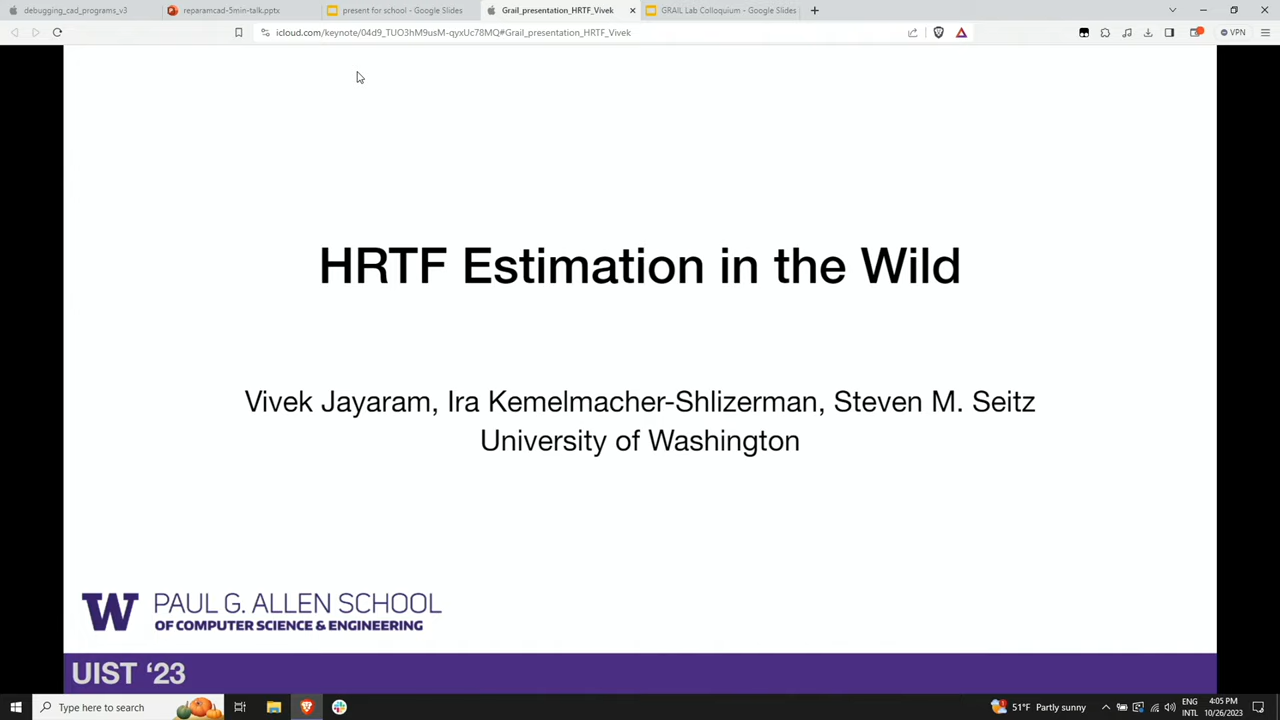 debugging_cad_programs_v3
reparamcad-5min-talk.pptx
present for school - Google Slides
Grail_presentation_HRTF_Vivek
GRAIL Lab Colloquium - Google Slides
icloud.com/keynote/04d9_TUO3hM9usM-qyxUc78MQ#Grail_presentation_HRTF_Vivek
VPN
HRTF Estimation in the Wild
Vivek Jayaram, Ira Kemelmacher-Shlizerman, Steven M. Seitz
University of Washington
W PAUL G. ALLEN SCHOOL
OF COMPUTER SCIENCE & ENGINEERING
UIST ‘23
Type here to search
51°F Partly sunny
ENG
INTL
4:05 PM
10/26/2023